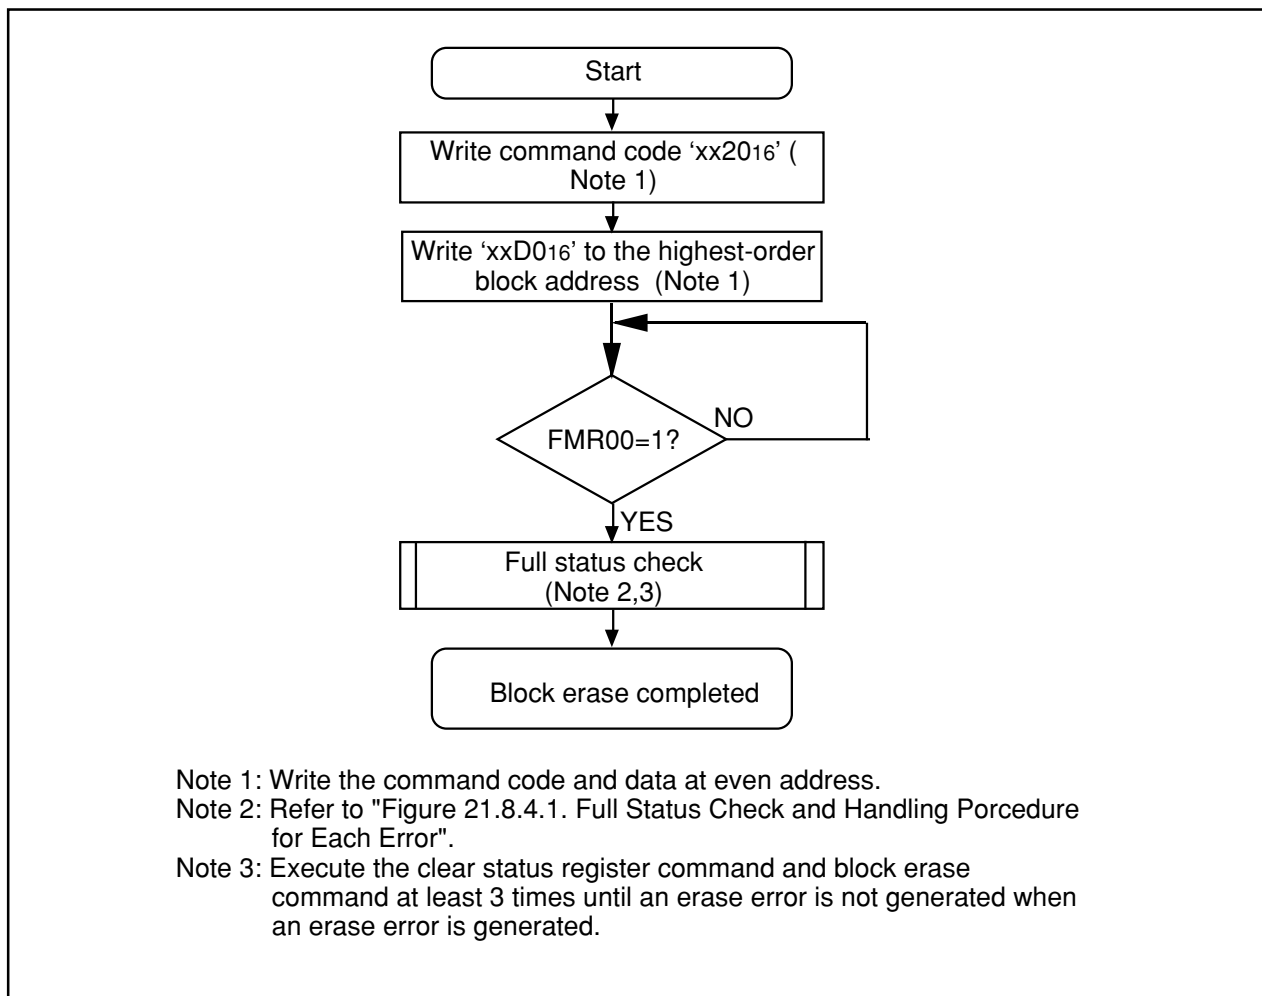 Start
Write command code ‘xx2016’ (
Note 1)
Write ‘xxD016’ to the highest-order
block address (Note 1)
NO
FMR00=1?
YES
Full status check
(Note 2,3)
Block erase completed
Note 1: Write the command code and data at even address.
Note 2: Refer to "Figure 21.8.4.1. Full Status Check and Handling Porcedure
for Each Error".
Note 3: Execute the clear status register command and block erase
command at least 3 times until an erase error is not generated when
an erase error is generated.